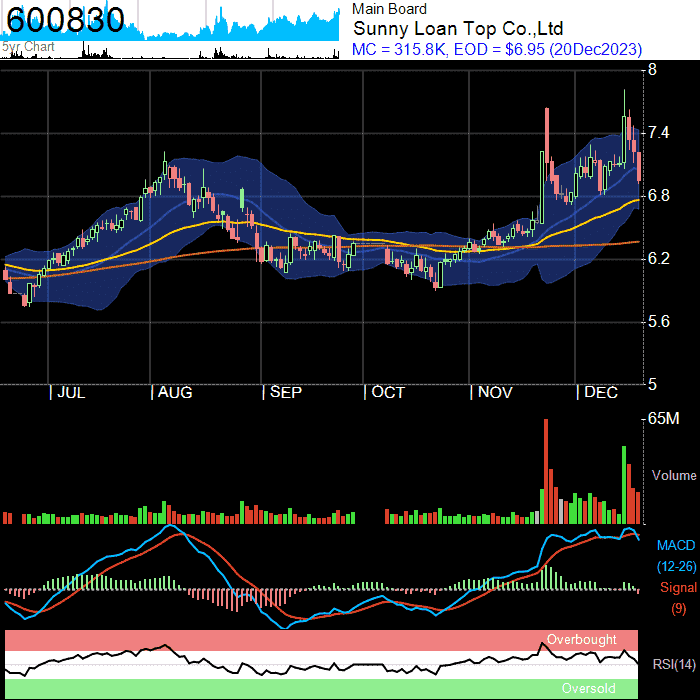 600830
5yr Chart
Main Board
Sunny Loan Top Co.,Ltd
MC = 315.8K, EOD = $6.95 (20Dec2023)
8
7.4
6.8
6.2
5.6
5
JUL
AUG
SEP
OCT
NOV
DEC
65M
Volume
MACD
(12-26)
Signal
(9)
Overbought
RSI(14)
Oversold